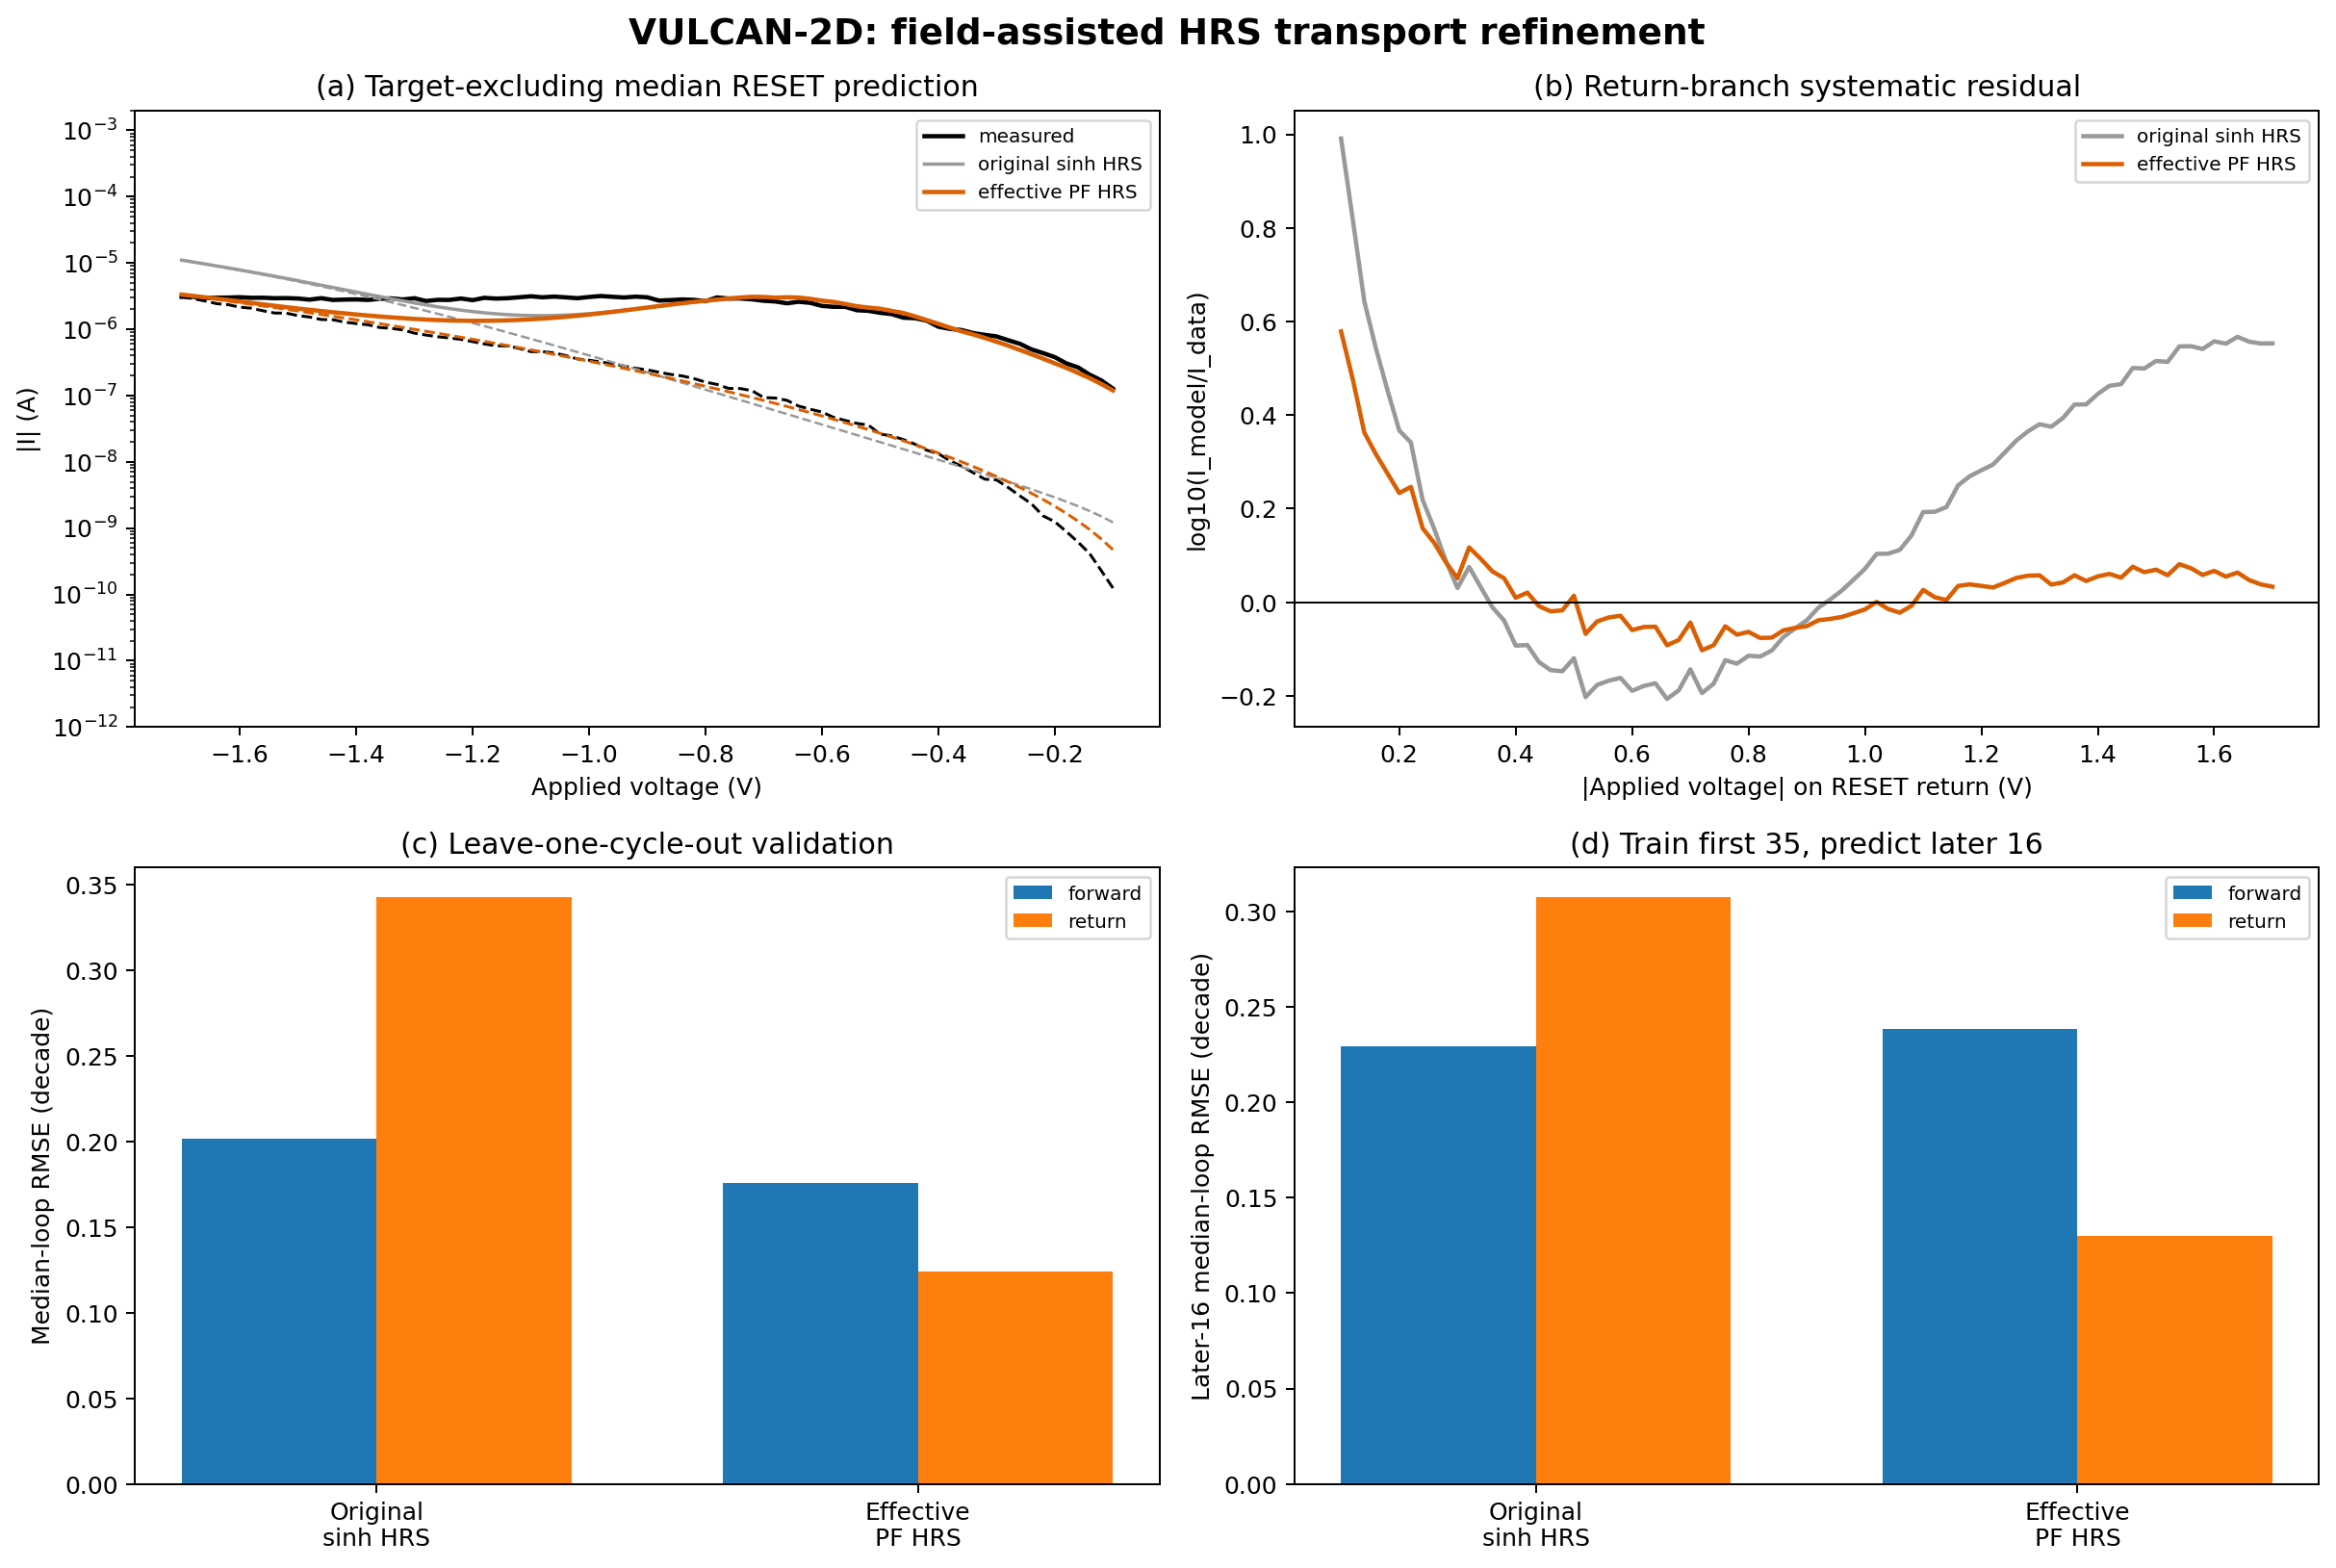 VULCAN-2D: field-assisted HRS transport refinement
(a) Target-excluding median RESET prediction
|I| (A)
10⁻³
10⁻⁴
10⁻⁵
10⁻⁶
10⁻⁷
10⁻⁸
10⁻⁹
10⁻¹⁰
10⁻¹¹
10⁻¹²
measured
original sinh HRS
effective PF HRS
−1.6 −1.4 −1.2 −1.0 −0.8 −0.6 −0.4 −0.2
Applied voltage (V)
(b) Return-branch systematic residual
log10(I_model/I_data)
1.0
0.8
0.6
0.4
0.2
0.0
−0.2
original sinh HRS
effective PF HRS
0.2 0.4 0.6 0.8 1.0 1.2 1.4 1.6
|Applied voltage| on RESET return (V)
(c) Leave-one-cycle-out validation
Median-loop RMSE (decade)
0.35
0.30
0.25
0.20
0.15
0.10
0.05
0.00
forward
return
Original
sinh HRS
Effective
PF HRS
(d) Train first 35, predict later 16
Later-16 median-loop RMSE (decade)
0.30
0.25
0.20
0.15
0.10
0.05
0.00
forward
return
Original
sinh HRS
Effective
PF HRS